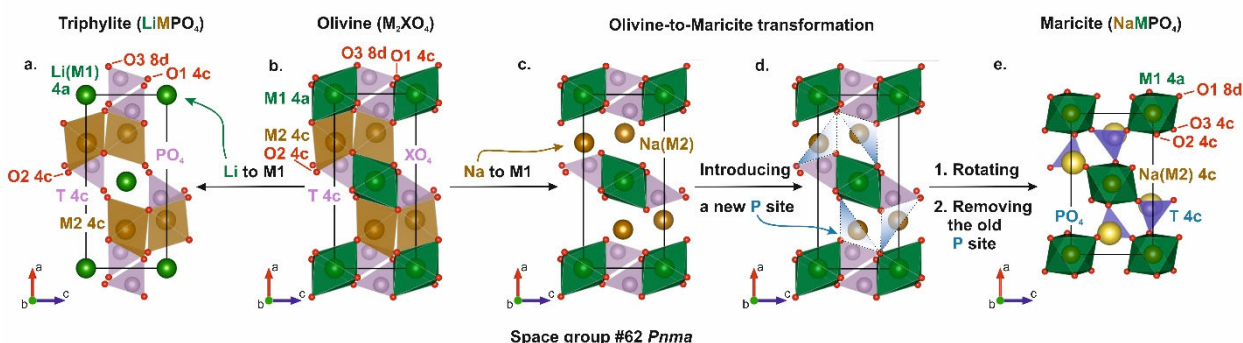 Triphylite (LiMPO₄)
Olivine (M₂XO₄)
Olivine-to-Maricite transformation
Maricite (NaMPO₄)
a.
O3 8d
O1 4c
Li(M1)
4a
PO₄
O2 4c
T 4c
M2 4c
a
b
c
Li to M1
b.
O3 8d
O1 4c
M1 4a
M2 4c
O2 4c
XO₄
T 4c
a
b
c
Na to M1
c.
Na(M2)
a
b
c
Introducing
a new P site
d.
a
b
c
1. Rotating
2. Removing
the old
P site
e.
M1 4a
O1 8d
O3 4c
O2 4c
Na(M2) 4c
PO₄
T 4c
a
b
c
Space group #62 Pnma